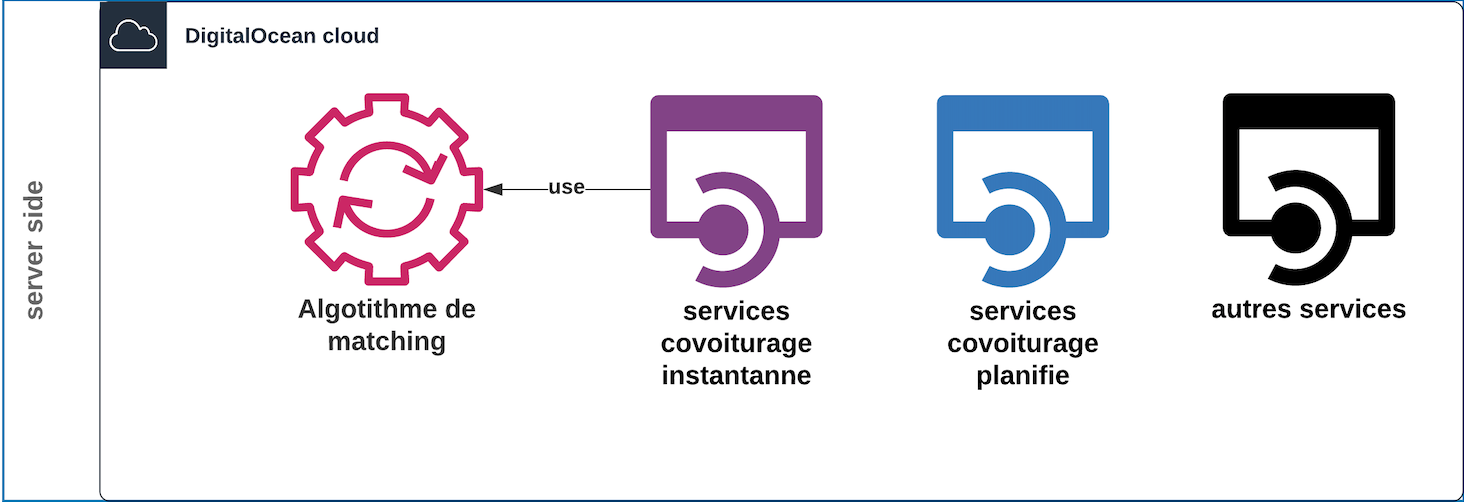 DigitalOcean cloud
server side
use
Algotithme de
matching
services
covoiturage
instantanne
services
covoiturage
planifie
autres services